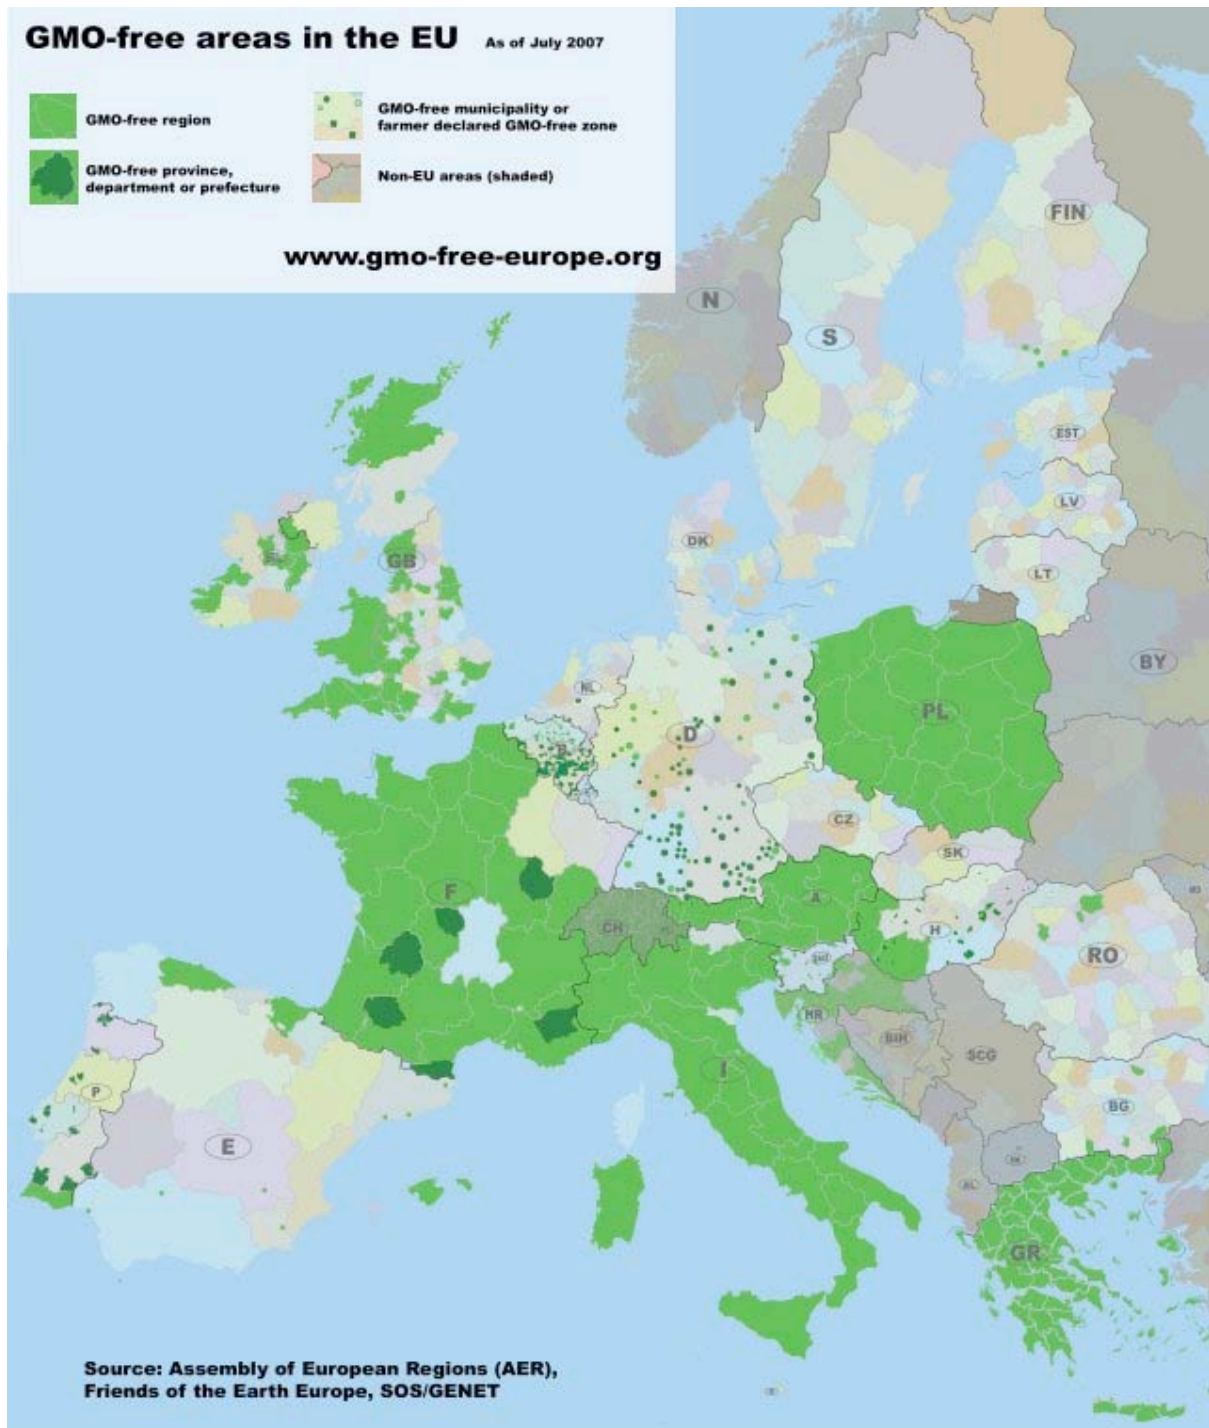 GMO-free areas in the EU As of July 2007
GMO-free region
GMO-free municipality or
farmer declared GMO-free zone
GMO-free province,
department or prefecture
Non-EU areas (shaded)
www.gmo-free-europe.org
FIN
N
S
EST
LV
DK
LT
GB
BY
NL
PL
D
B
CZ
SK
F
A
CH
H
RO
HR
BIH
SCG
I
P
BG
E
AL
GR
Source: Assembly of European Regions (AER),
Friends of the Earth Europe, SOS/GENET